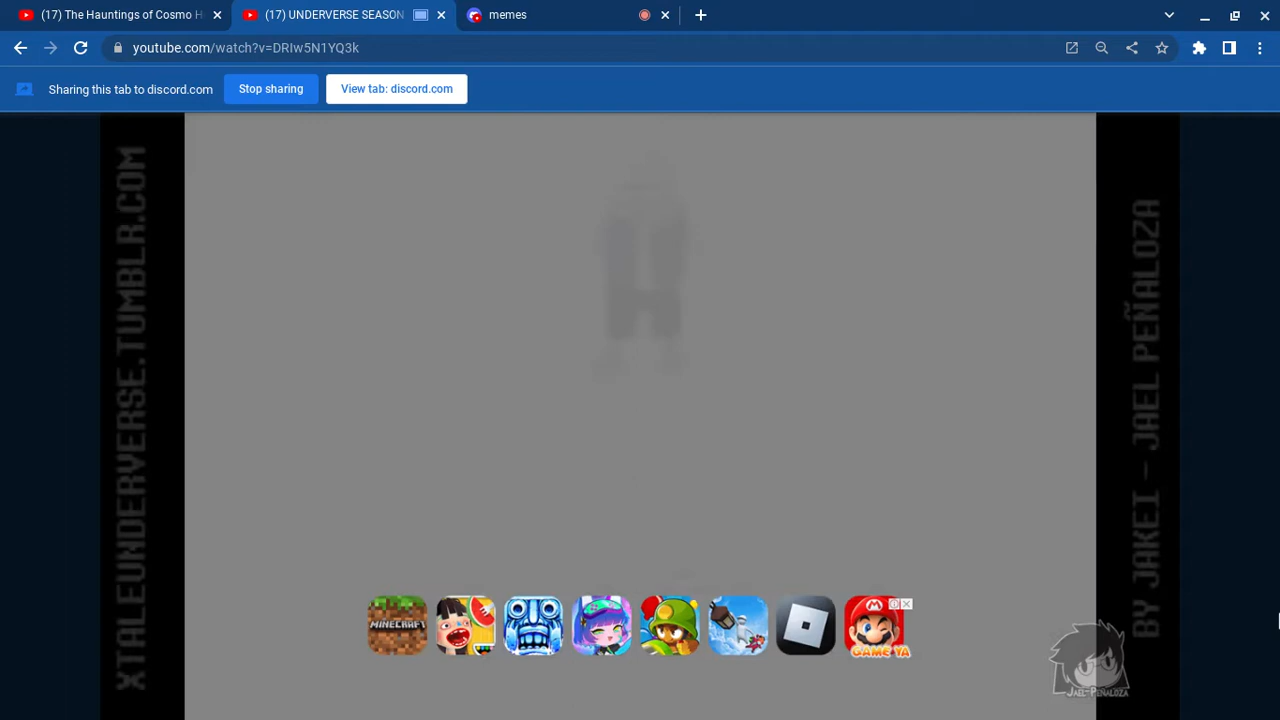 (17) The Hauntings of Cosmo H
(17) UNDERVERSE SEASON
memes
youtube.com/watch?v=DRIw5N1YQ3k
Sharing this tab to discord.com
Stop sharing
View tab: discord.com
XTALEUNDERVERSE.TUMBLR.COM
BY JAKEI - JAEL PEÑALOZA
MINECRAFT
M
GAME YA
JAEL-PEÑALOZA